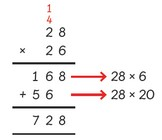 1
4
2 8
× 2 6
1 6 8 → 28 × 6
+ 5 6 → 28 × 20
7 2 8